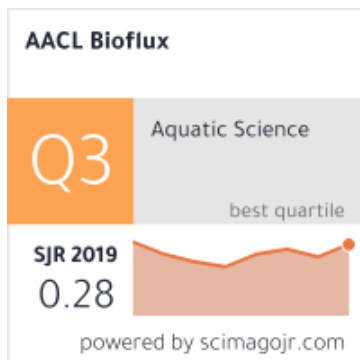 AACL Bioflux
Q3
Aquatic Science
best quartile
SJR 2019
0.28
powered by scimagojr.com